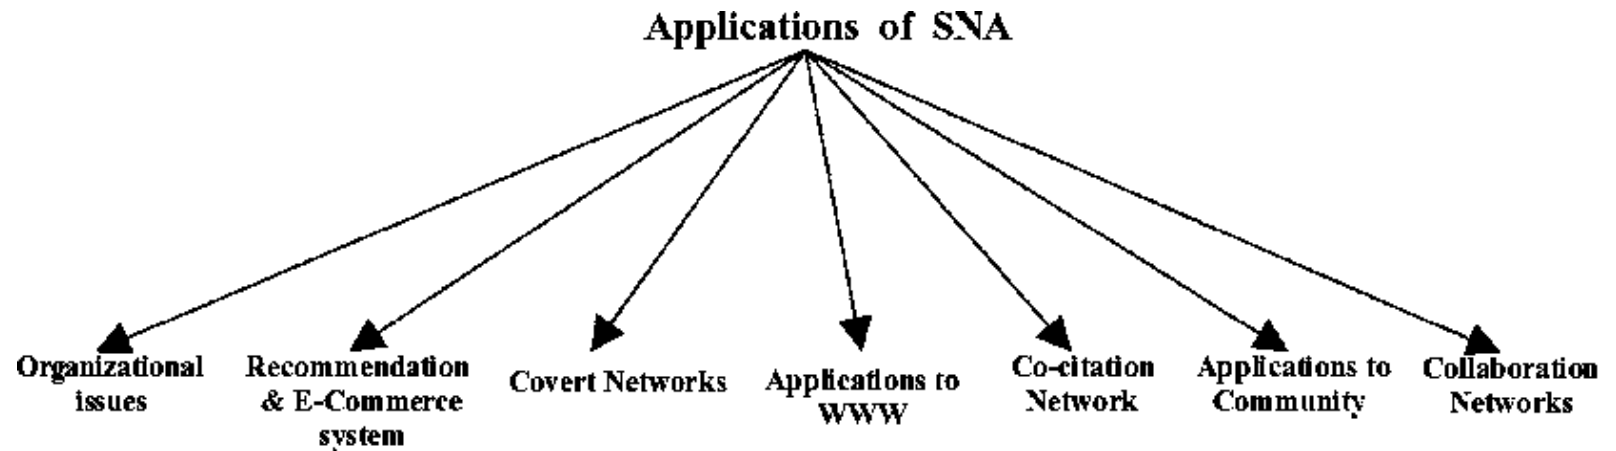 Applications of SNA
Organizational
issues
Recommendation
& E-Commerce
system
Covert Networks
Applications to
WWW
Co-citation
Network
Applications to
Community
Collaboration
Networks